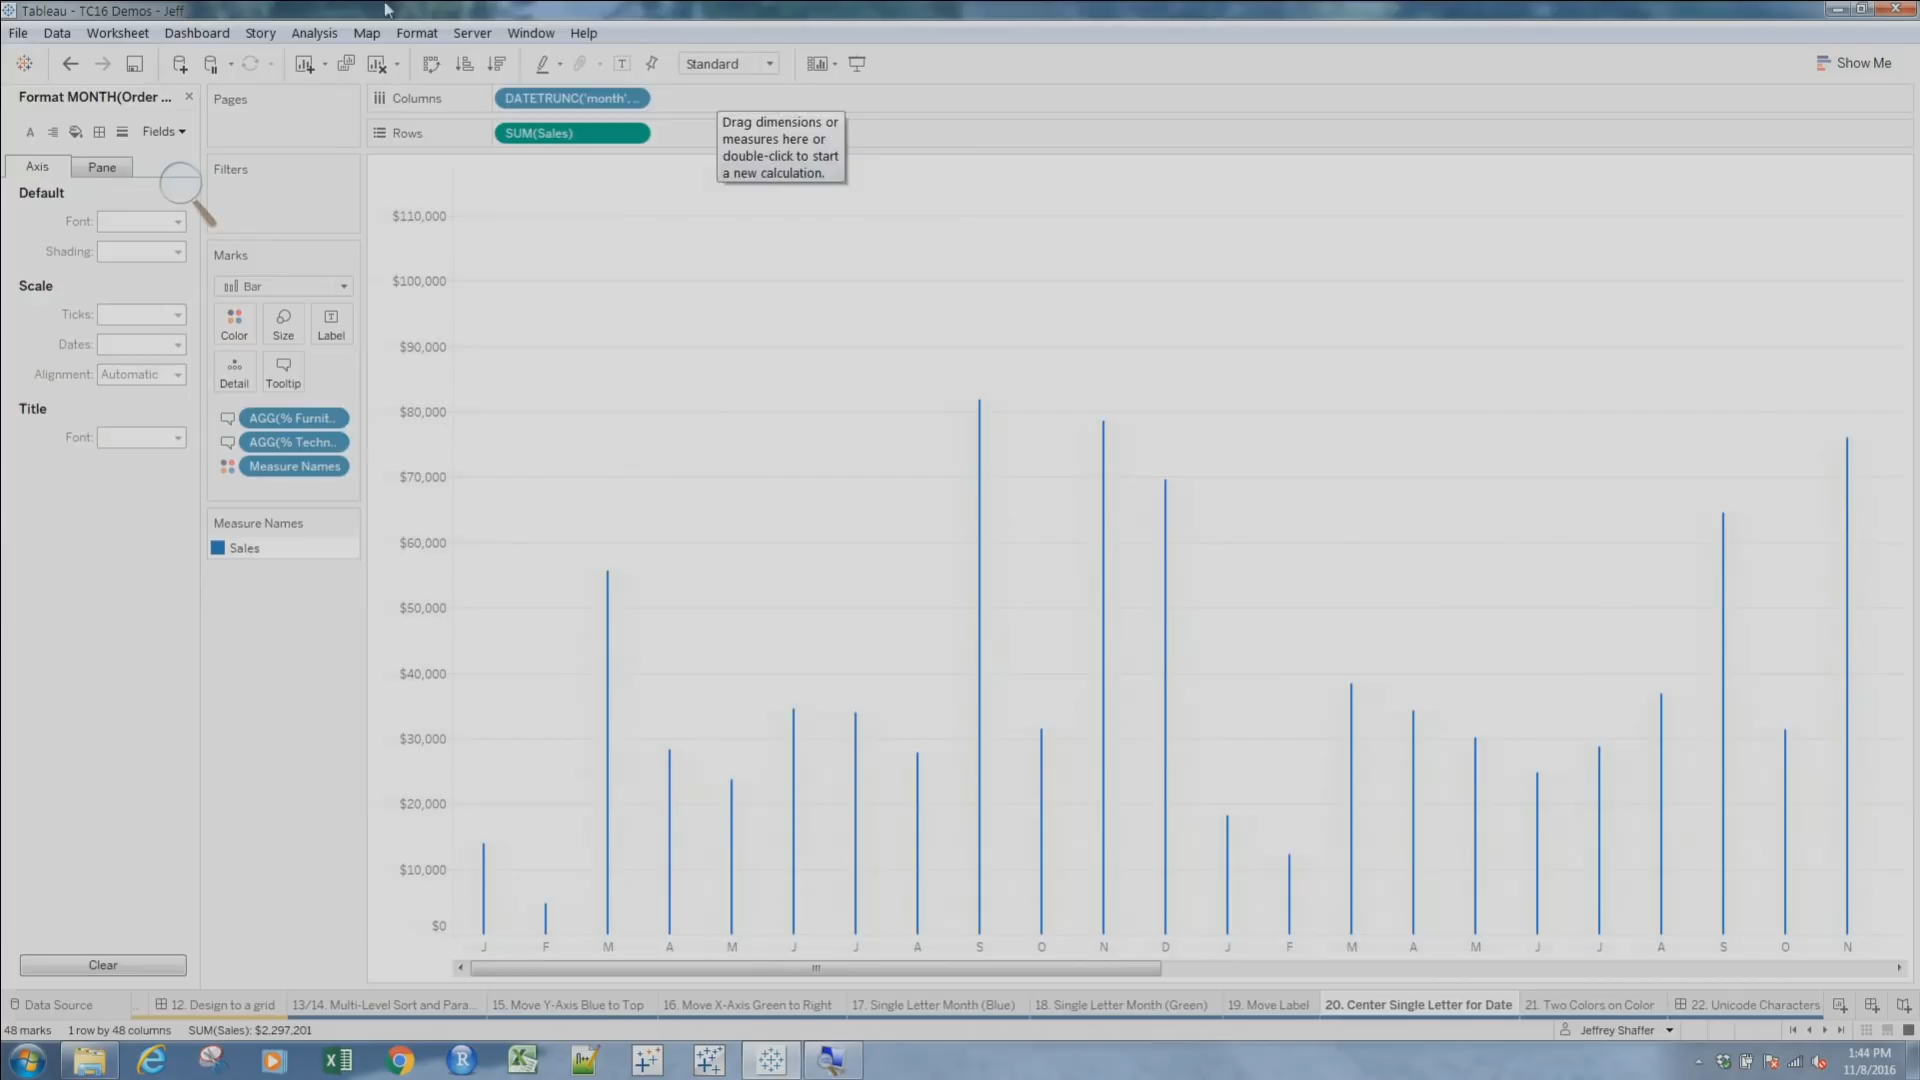 Tableau - TC16 Demos - Jeff
File Data Worksheet Dashboard Story Analysis Map Format Server Window Help
Standard
Show Me
Format MONTH(Order ...
Fields
Axis
Pane
Default
Font:
Shading:
Scale
Ticks:
Dates:
Alignment: Automatic
Title
Font:
Clear
Pages
Filters
Marks
Bar
Color
Size
Label
Detail
Tooltip
AGG(% Furnit..
AGG(% Techn..
Measure Names
Measure Names
Sales
Columns
DATETRUNC('month', ..
Rows
SUM(Sales)
Drag dimensions or
measures here or
double-click to start
a new calculation.
$110,000
$100,000
$90,000
$80,000
$70,000
$60,000
$50,000
$40,000
$30,000
$20,000
$10,000
$0
J F M A M J J A S O N D J F M A M J J A S O N
Data Source
12. Design to a grid
13/14. Multi-Level Sort and Para...
15. Move Y-Axis Blue to Top
16. Move X-Axis Green to Right
17. Single Letter Month (Blue)
18. Single Letter Month (Green)
19. Move Label
20. Center Single Letter for Date
21. Two Colors on Color
22. Unicode Characters
48 marks 1 row by 48 columns SUM(Sales): $2,297,201
Jeffrey Shaffer
1:44 PM
11/8/2016